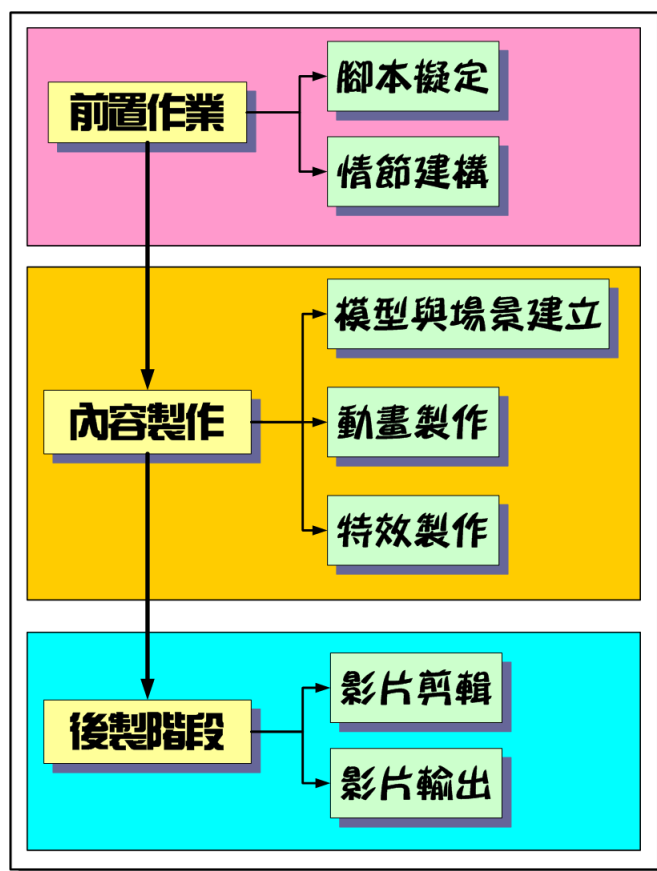 前置作業
腳本擬定
情節建構
內容製作
模型與場景建立
動畫製作
特效製作
後製階段
影片剪輯
影片輸出